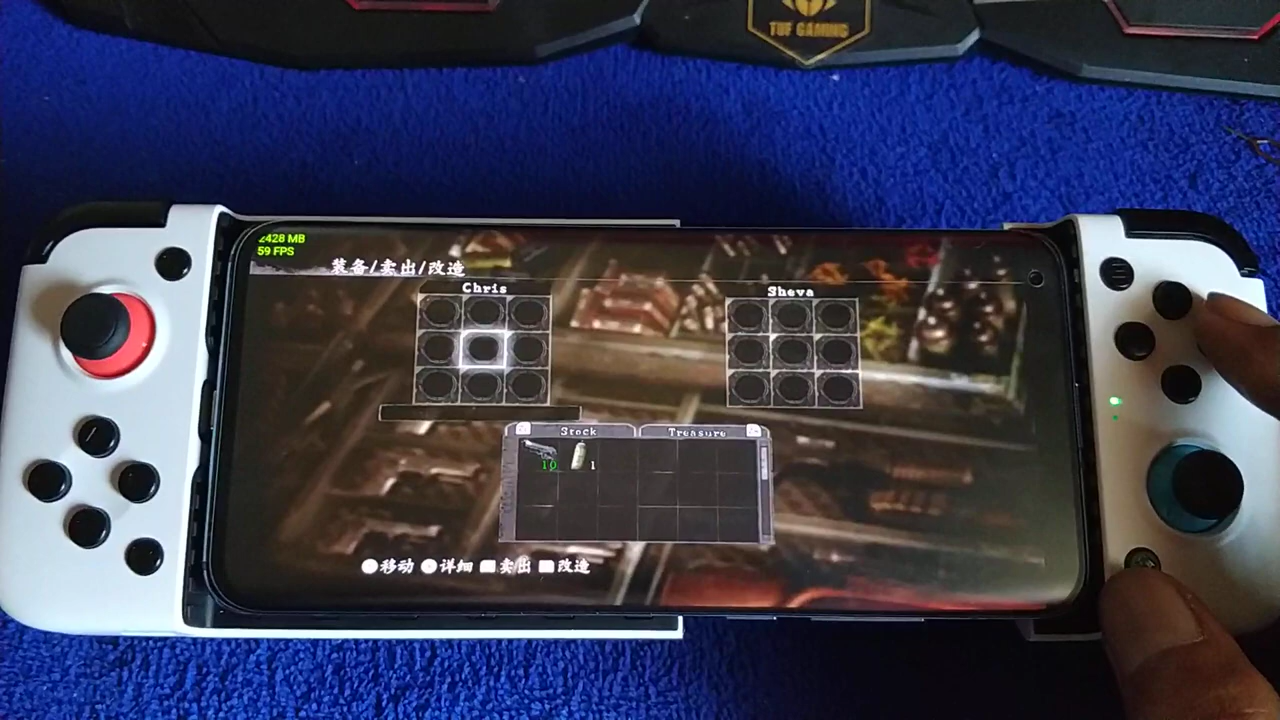 TUF GAMING
2428 MB
59 FPS
装备/卖出/改造
Chris
Sheva
Stock
Treasure
10
1
移动 详细 卖出 改造